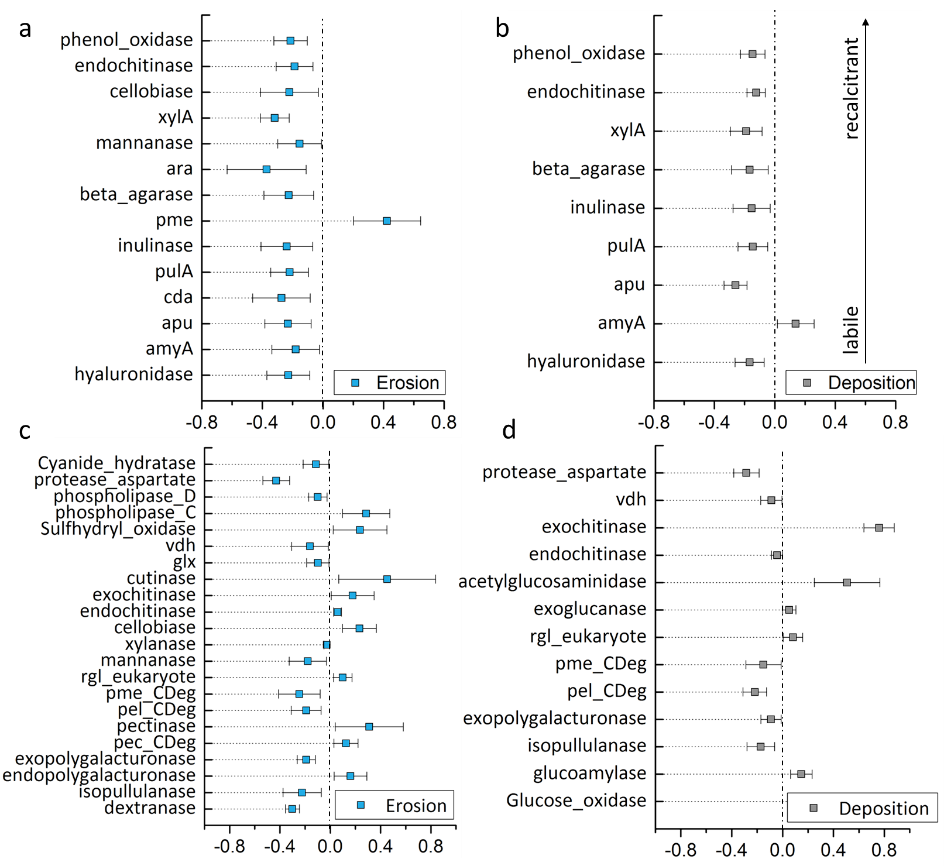 a
phenol_oxidase
endochitinase
cellobiase
xylA
mannanase
ara
beta_agarase
pme
inulinase
pulA
cda
apu
amyA
hyaluronidase
Erosion
-0.8 -0.4 0.0 0.4 0.8
b
phenol_oxidase
endochitinase
xylA
beta_agarase
inulinase
pulA
apu
amyA
hyaluronidase
recalcitrant
labile
Deposition
-0.8 -0.4 0.0 0.4 0.8
c
Cyanide_hydratase
protease_aspartate
phospholipase_D
phospholipase_C
Sulfhydryl_oxidase
vdh
glx
cutinase
exochitinase
endochitinase
cellobiase
xylanase
mannanase
rgl_eukaryote
pme_CDeg
pel_CDeg
pectinase
pec_CDeg
exopolygalacturonase
endopolygalacturonase
isopullulanase
dextranase
Erosion
-0.8 -0.4 0.0 0.4 0.8
d
protease_aspartate
vdh
exochitinase
endochitinase
acetylglucosaminidase
exoglucanase
rgl_eukaryote
pme_CDeg
pel_CDeg
exopolygalacturonase
isopullulanase
glucoamylase
Glucose_oxidase
Deposition
-0.8 -0.4 0.0 0.4 0.8